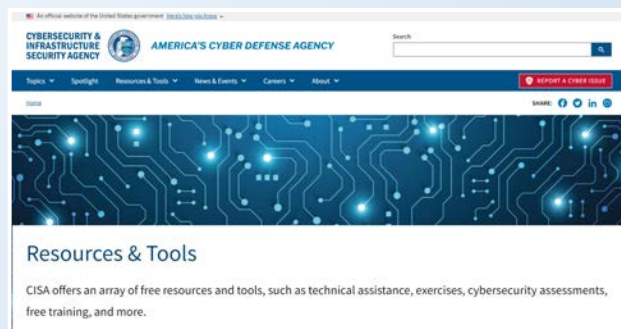 An official website of the United States government Here's how you know
CYBERSECURITY &
INFRASTRUCTURE
SECURITY AGENCY
AMERICA'S CYBER DEFENSE AGENCY
Search
Topics Spotlight Resources & Tools News & Events Careers About
REPORT A CYBER ISSUE
Home
SHARE:
Resources & Tools
CISA offers an array of free resources and tools, such as technical assistance, exercises, cybersecurity assessments,
free training, and more.